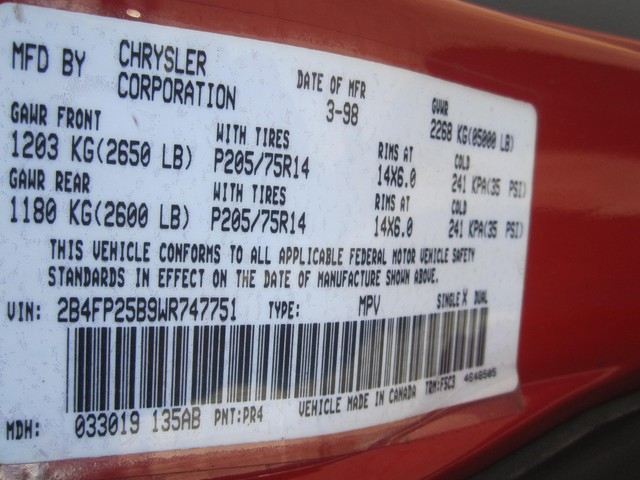 MFD BY CHRYSLER CORPORATION DATE OF MFR 3-98 GVWR 2268 KG(05000 LB)
GAWR FRONT WITH TIRES RIMS AT COLD
1203 KG(2650 LB) P205/75R14 14X6.0 241 KPA(35 PSI)
GAWR REAR WITH TIRES RIMS AT COLD
1180 KG(2600 LB) P205/75R14 14X6.0 241 KPA(35 PSI)
THIS VEHICLE CONFORMS TO ALL APPLICABLE FEDERAL MOTOR VEHICLE SAFETY
STANDARDS IN EFFECT ON THE DATE OF MANUFACTURE SHOWN ABOVE.
VIN: 2B4FP25B9WR747751 TYPE: MPV SINGLE X DUAL
MDH: 033019 135AB PNT:PR4 VEHICLE MADE IN CANADA TRM:F5C3 4648505